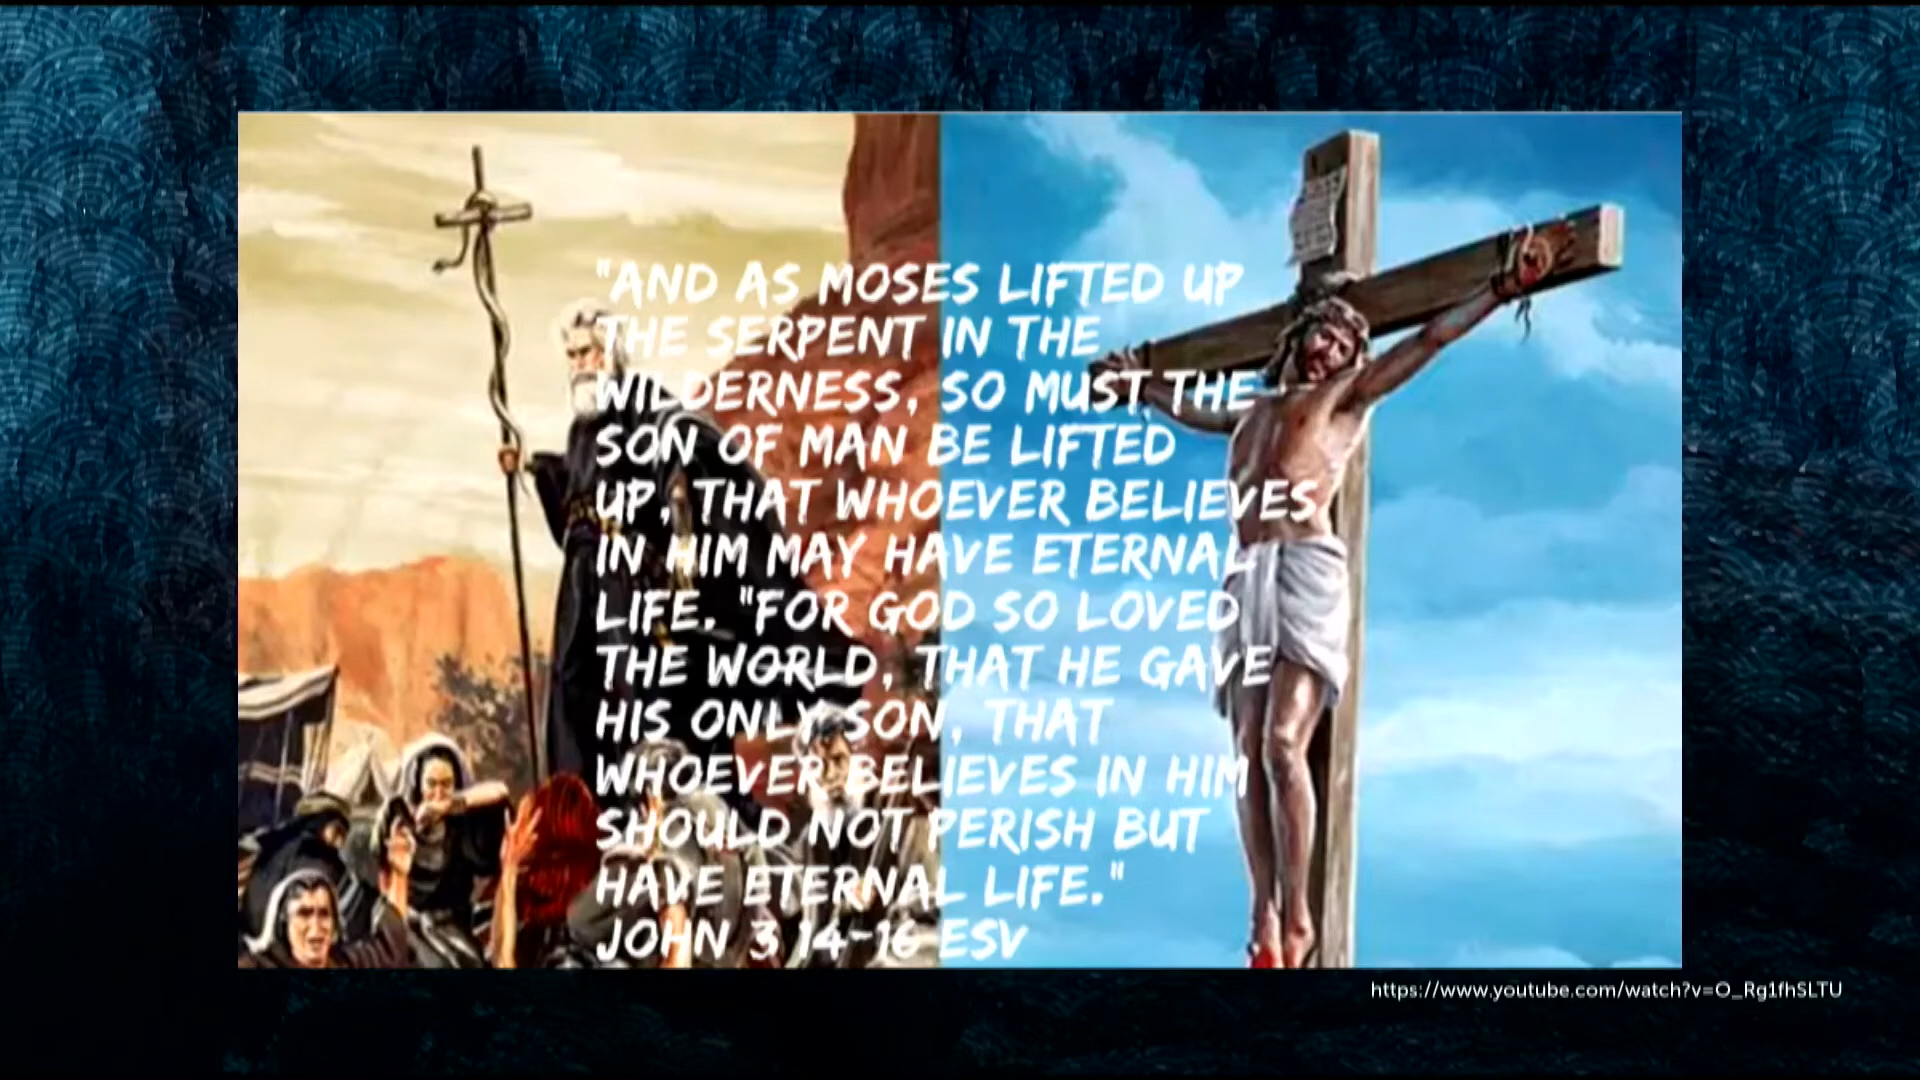 "AND AS MOSES LIFTED UP
THE SERPENT IN THE
WILDERNESS, SO MUST THE
SON OF MAN BE LIFTED
UP, THAT WHOEVER BELIEVES
IN HIM MAY HAVE ETERNAL
LIFE. "FOR GOD SO LOVED
THE WORLD, THAT HE GAVE
HIS ONLY SON, THAT
WHOEVER BELIEVES IN HIM
SHOULD NOT PERISH BUT
HAVE ETERNAL LIFE."
JOHN 3 14-16 ESV
https://www.youtube.com/watch?v=O_Rg1fhSLTU